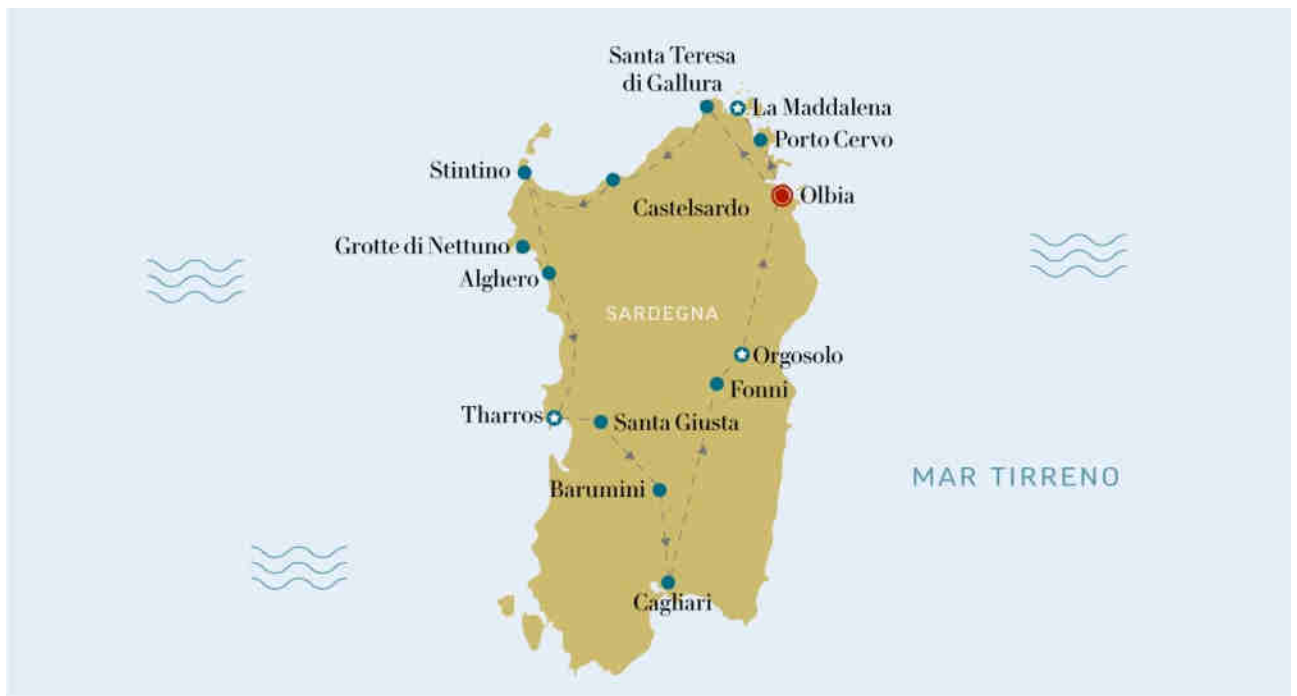 Santa Teresa
di Gallura
La Maddalena
Porto Cervo
Stintino
Castelsardo
Olbia
Grotte di Nettuno
Alghero
SARDEGNA
Orgosolo
Fonni
Tharros
Santa Giusta
MAR TIRRENO
Barumini
Cagliari